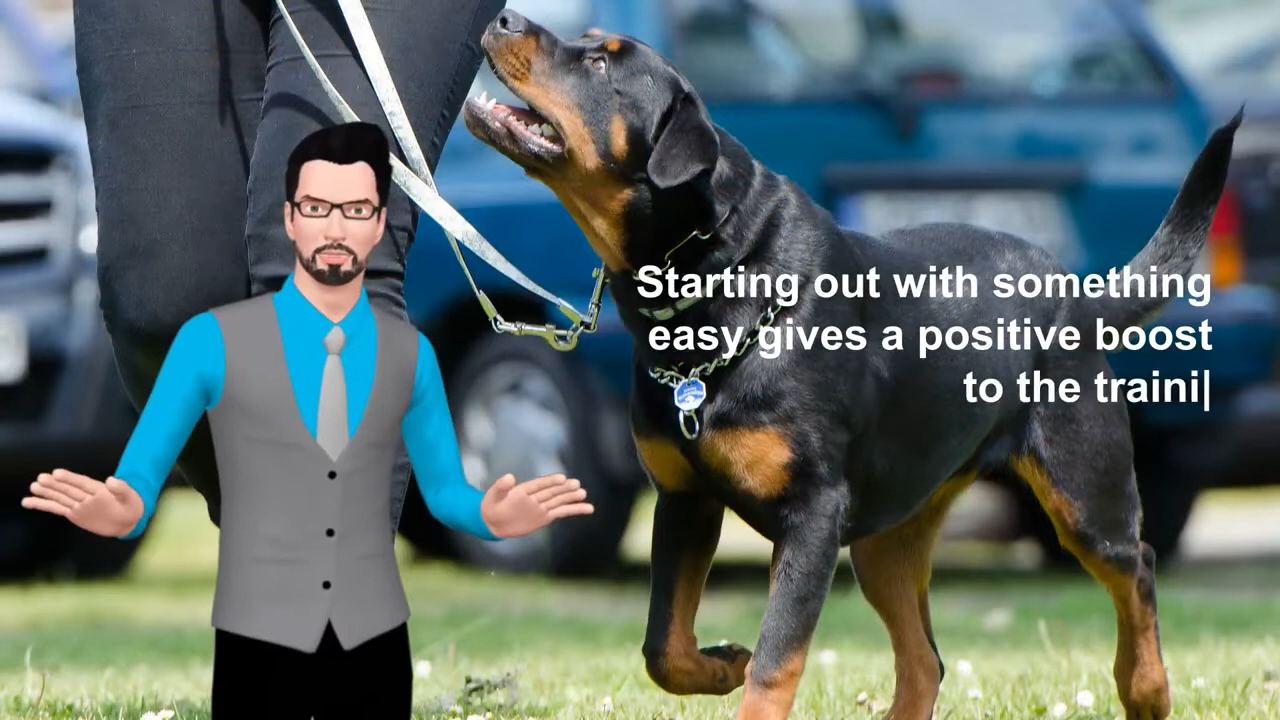 Starting out with something
easy gives a positive boost
to the traini|